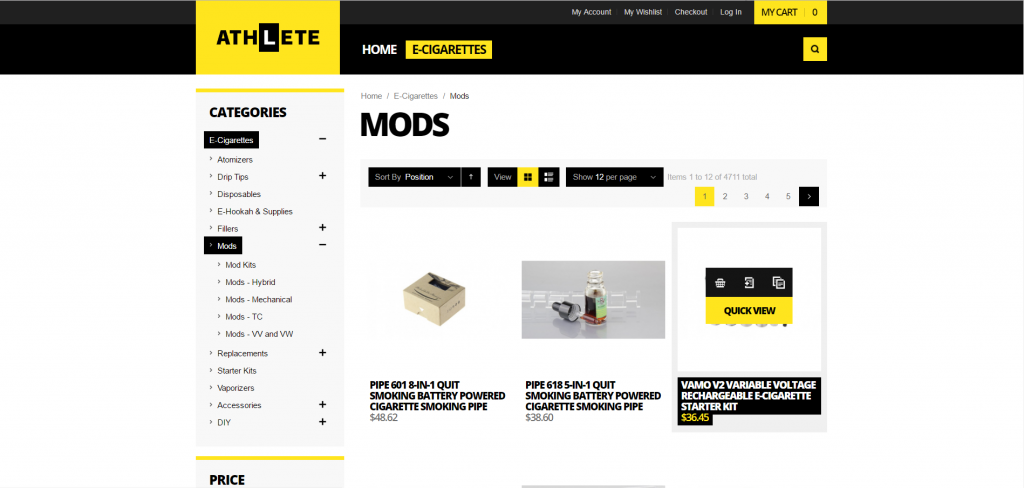 My Account
My Wishlist
Checkout
Log In
MY CART 0
ATHLETE
HOME
E-CIGARETTES
CATEGORIES
E-Cigarettes
Atomizers
Drip Tips
Disposables
E-Hookah & Supplies
Fillers
Mods
Mod Kits
Mods - Hybrid
Mods - Mechanical
Mods - TC
Mods - VV and VW
Replacements
Starter Kits
Vaporizers
Accessories
DIY
PRICE
Home / E-Cigarettes / Mods
MODS
Sort By Position
View
Show 12 per page
Items 1 to 12 of 4711 total
1 2 3 4 5
PIPE 601 8-IN-1 QUIT
SMOKING BATTERY POWERED
CIGARETTE SMOKING PIPE
$48.62
PIPE 618 5-IN-1 QUIT
SMOKING BATTERY POWERED
CIGARETTE SMOKING PIPE
$38.60
QUICK VIEW
VAMO V2 VARIABLE VOLTAGE
RECHARGEABLE E-CIGARETTE
STARTER KIT
$36.45